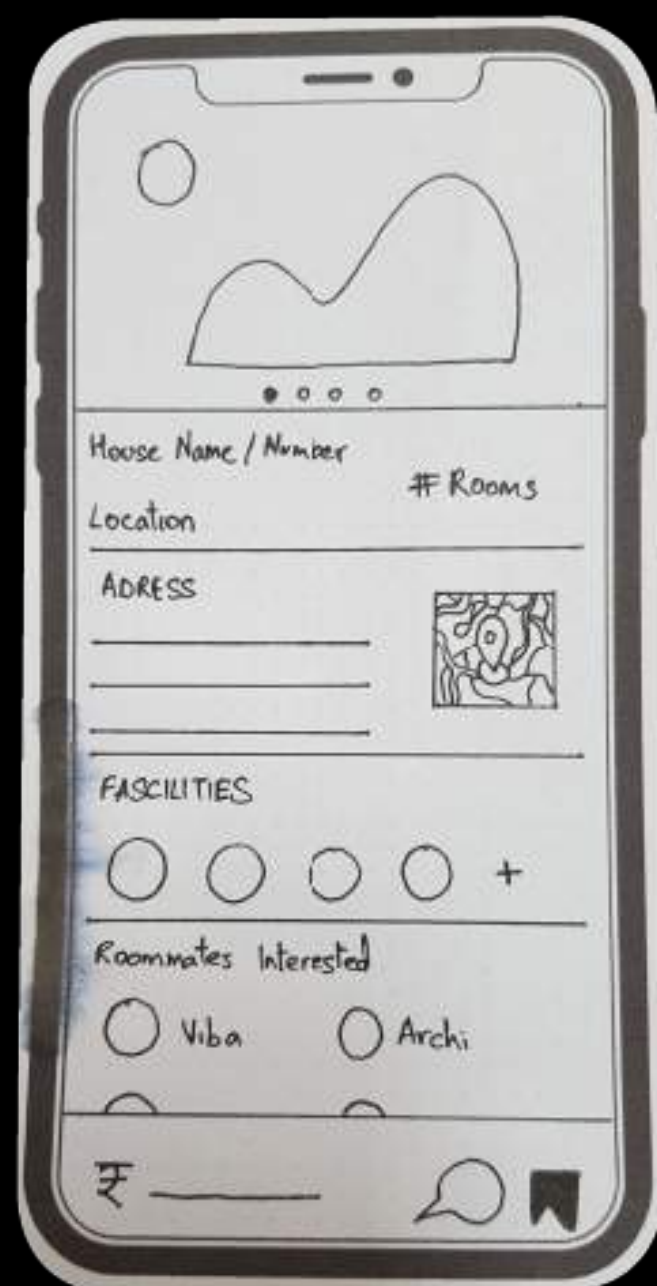 House Name / Number
# Rooms
Location
ADRESS
FASCILITIES
+
Roommates Interested
Viba Archi
₹